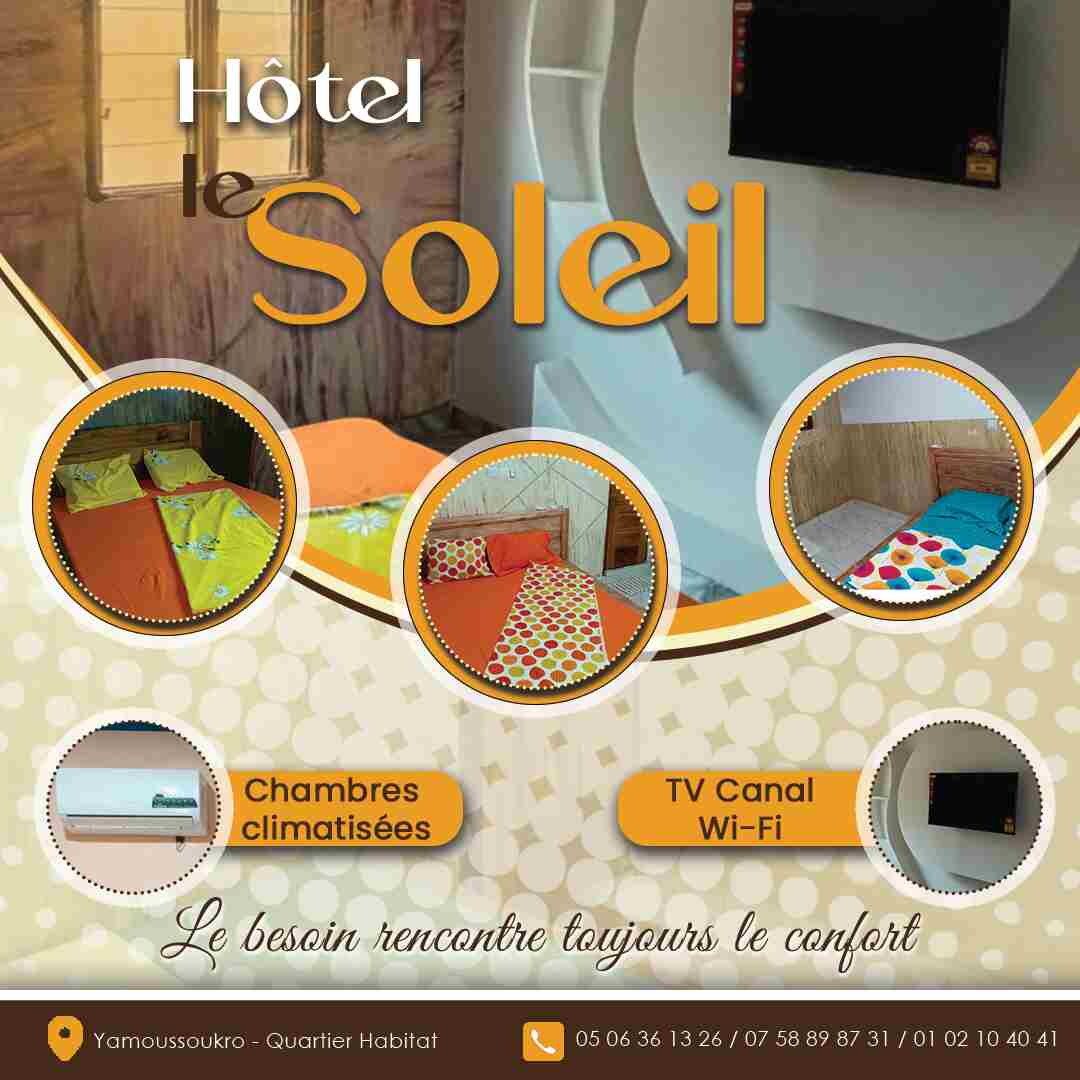 Hôtel
le Soleil
Chambres
climatisées
TV Canal
Wi-Fi
Le besoin rencontre toujours le confort
Yamoussoukro - Quartier Habitat
05 06 36 13 26 / 07 58 89 87 31 / 01 02 10 40 41